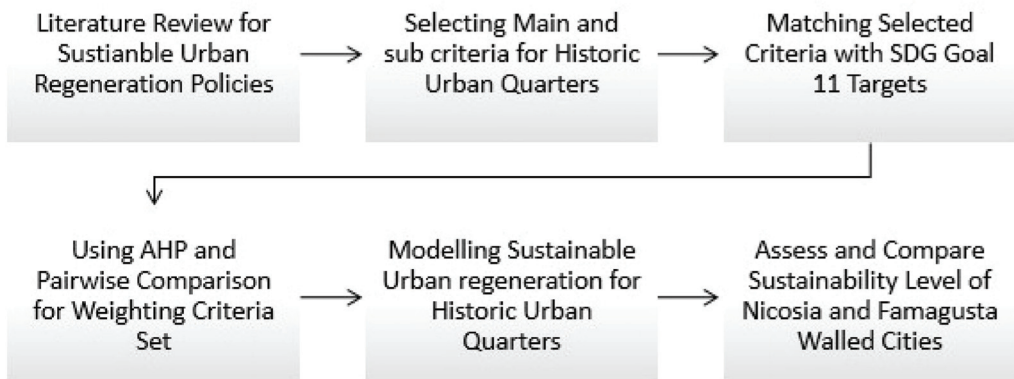 Literature Review for
Sustianble Urban
Regeneration Policies
Selecting Main and
sub criteria for Historic
Urban Quarters
Matching Selected
Criteria with SDG Goal
11 Targets
Using AHP and
Pairwise Comparison
for Weighting Criteria
Set
Modelling Sustainable
Urban regeneration for
Historic Urban
Quarters
Assess and Compare
Sustainability Level of
Nicosia and Famagusta
Walled Cities